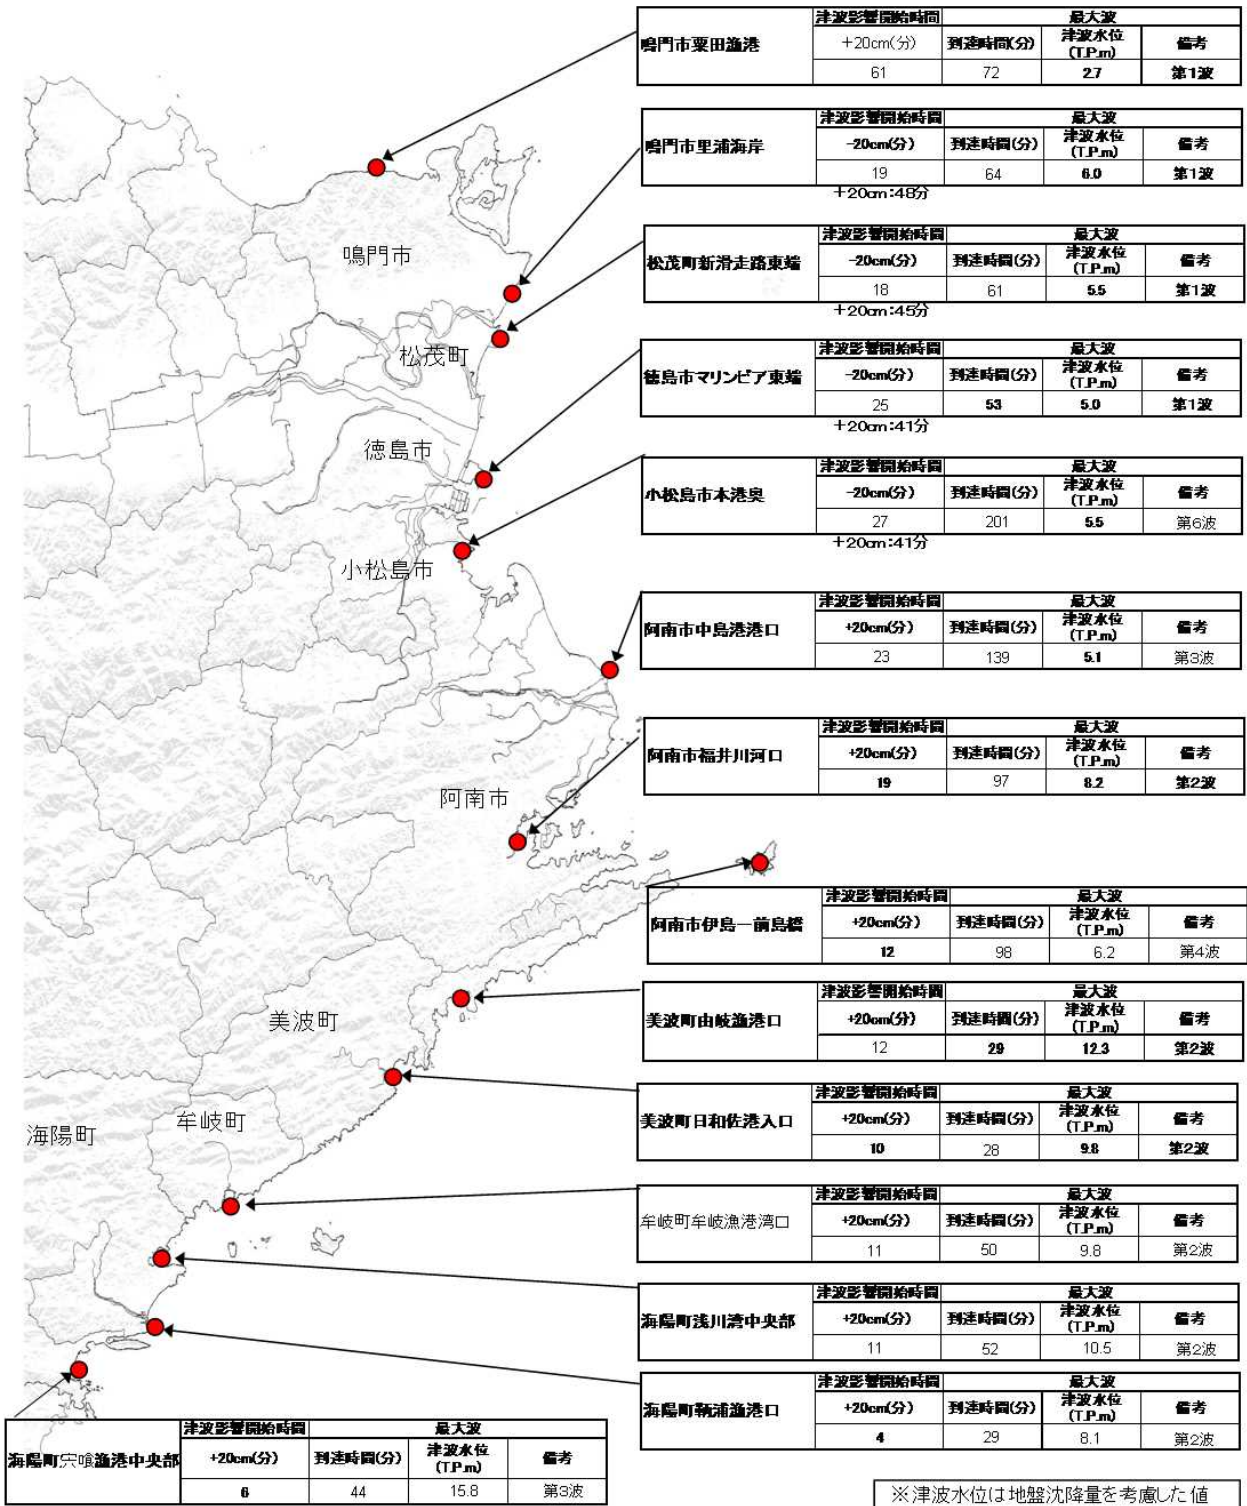 鳴門市粟田漁港
津波影響開始時間 最大波
+20cm(分) 到達時間(分) 津波水位(T.P.m) 備考
61 72 2.7 第1波
鳴門市里浦海岸
津波影響開始時間 最大波
-20cm(分) 到達時間(分) 津波水位(T.P.m) 備考
19 64 6.0 第1波
+20cm:48分
松茂町新滑走路東端
津波影響開始時間 最大波
-20cm(分) 到達時間(分) 津波水位(T.P.m) 備考
18 61 5.5 第1波
+20cm:45分
徳島市マリンピア東端
津波影響開始時間 最大波
-20cm(分) 到達時間(分) 津波水位(T.P.m) 備考
25 53 5.0 第1波
+20cm:41分
小松島市本港奥
津波影響開始時間 最大波
-20cm(分) 到達時間(分) 津波水位(T.P.m) 備考
27 201 5.5 第6波
+20cm:41分
阿南市中島港港口
津波影響開始時間 最大波
+20cm(分) 到達時間(分) 津波水位(T.P.m) 備考
23 139 5.1 第3波
阿南市福井川河口
津波影響開始時間 最大波
+20cm(分) 到達時間(分) 津波水位(T.P.m) 備考
19 97 8.2 第2波
阿南市伊島ー前島橋
津波影響開始時間 最大波
+20cm(分) 到達時間(分) 津波水位(T.P.m) 備考
12 98 6.2 第4波
美波町由岐漁港口
津波影響開始時間 最大波
+20cm(分) 到達時間(分) 津波水位(T.P.m) 備考
12 29 12.3 第2波
美波町日和佐港入口
津波影響開始時間 最大波
+20cm(分) 到達時間(分) 津波水位(T.P.m) 備考
10 28 9.8 第2波
牟岐町牟岐漁港湾口
津波影響開始時間 最大波
+20cm(分) 到達時間(分) 津波水位(T.P.m) 備考
11 50 9.8 第2波
海陽町浅川湾中央部
津波影響開始時間 最大波
+20cm(分) 到達時間(分) 津波水位(T.P.m) 備考
11 52 10.5 第2波
海陽町鞆浦漁港口
津波影響開始時間 最大波
+20cm(分) 到達時間(分) 津波水位(T.P.m) 備考
4 29 8.1 第2波
海陽町宍喰漁港中央部
津波影響開始時間 最大波
+20cm(分) 到達時間(分) 津波水位(T.P.m) 備考
6 44 15.8 第3波
鳴門市
松茂町
徳島市
小松島市
阿南市
美波町
牟岐町
海陽町
※津波水位は地盤沈降量を考慮した値